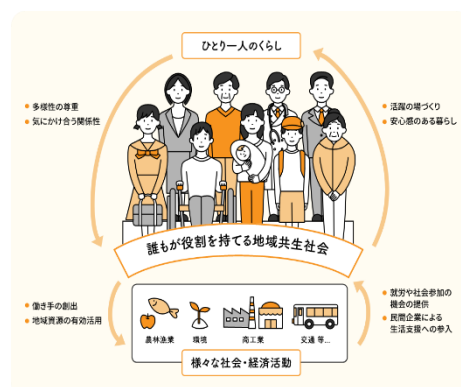 ひとり一人のくらし
● 多様性の尊重
● 気にかけ合う関係性
● 活躍の場づくり
● 安心感のある暮らし
誰もが役割を持てる地域共生社会
● 働き手の創出
● 地域資源の有効活用
● 就労や社会参加の
機会の提供
● 民間企業による
生活支援への参入
農林漁業
環境
商工業
交通 等...
様々な社会・経済活動